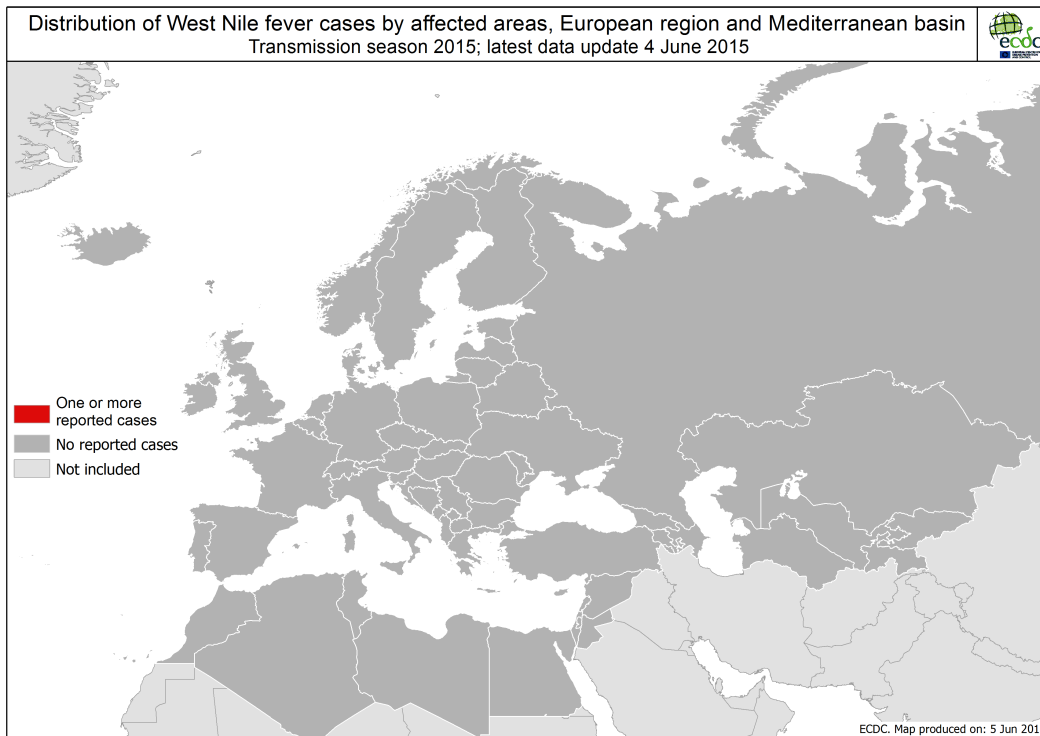 Distribution of West Nile fever cases by affected areas, European region and Mediterranean basin
Transmission season 2015; latest data update 4 June 2015
ecdc
One or more
reported cases
No reported cases
Not included
ECDC. Map produced on: 5 Jun 201